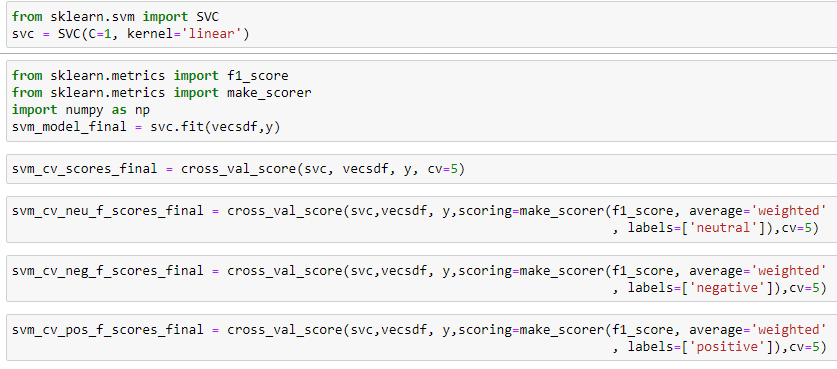 from sklearn.svm import SVC
svc = SVC(C=1, kernel='linear')
from sklearn.metrics import f1_score
from sklearn.metrics import make_scorer
import numpy as np
svm_model_final = svc.fit(vecsdf,y)
svm_cv_scores_final = cross_val_score(svc, vecsdf, y, cv=5)
svm_cv_neu_f_scores_final = cross_val_score(svc,vecsdf, y,scoring=make_scorer(f1_score, average='weighted'
, labels=['neutral']),cv=5)
svm_cv_neg_f_scores_final = cross_val_score(svc,vecsdf, y,scoring=make_scorer(f1_score, average='weighted'
, labels=['negative']),cv=5)
svm_cv_pos_f_scores_final = cross_val_score(svc,vecsdf, y,scoring=make_scorer(f1_score, average='weighted'
, labels=['positive']),cv=5)